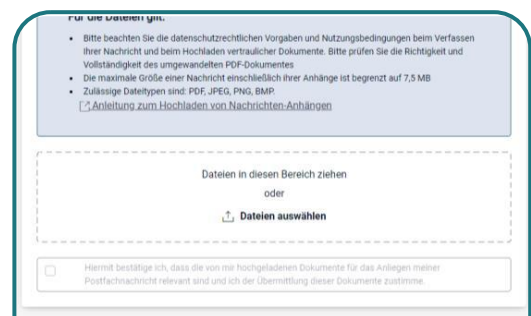 Für die Dateien gilt:
• Bitte beachten Sie die datenschutzrechtlichen Vorgaben und Nutzungsbedingungen beim Verfassen
Ihrer Nachricht und beim Hochladen vertraulicher Dokumente. Bitte prüfen Sie die Richtigkeit und
Vollständigkeit des umgewandelten PDF-Dokumentes
• Die maximale Größe einer Nachricht einschließlich ihrer Anhänge ist begrenzt auf 7,5 MB
• Zulässige Dateitypen sind: PDF, JPEG, PNG, BMP.
Anleitung zum Hochladen von Nachrichten-Anhängen
Dateien in diesen Bereich ziehen
oder
Dateien auswählen
Hiermit bestätige ich, dass die von mir hochgeladenen Dokumente für das Anliegen meiner
Postfachnachricht relevant sind und ich der Übermittlung dieser Dokumente zustimme.